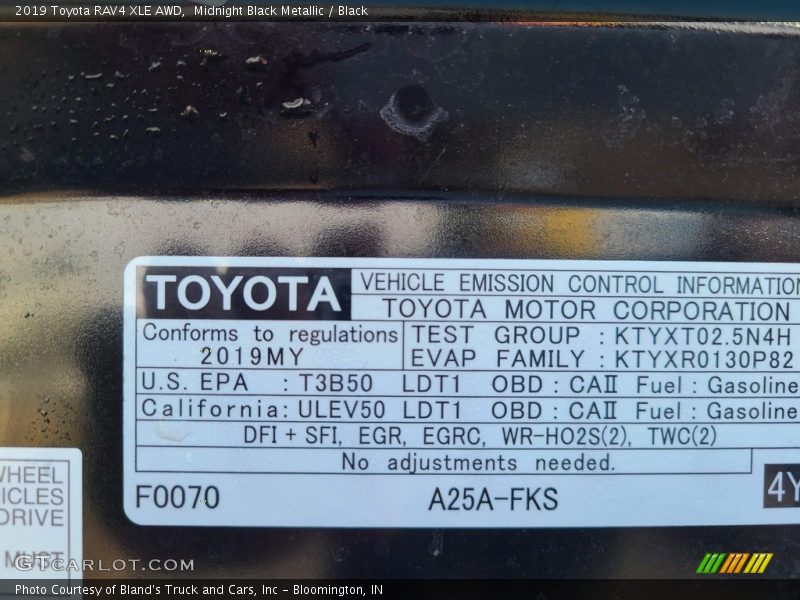 2019 Toyota RAV4 XLE AWD,  Midnight Black Metallic / Black
TOYOTA
VEHICLE EMISSION CONTROL INFORMATION
TOYOTA MOTOR CORPORATION
Conforms to regulations
2019MY
TEST GROUP : KTYXT02.5N4H
EVAP FAMILY : KTYXR0130P82
U.S. EPA : T3B50 LDT1 OBD : CAII Fuel : Gasoline
California: ULEV50 LDT1 OBD : CAII Fuel : Gasoline
DFI + SFI, EGR, EGRC, WR-HO2S(2), TWC(2)
No adjustments needed.
F0070
A25A-FKS
4Y
WHEEL
ICLES
DRIVE
MUST
GTcarlot.com
Photo Courtesy of Bland's Truck and Cars, Inc - Bloomington, IN